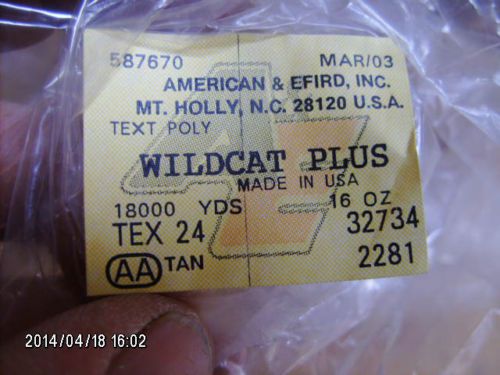 587670 MAR/03
AMERICAN & EFIRD, INC.
MT. HOLLY, N.C. 28120 U.S.A.
TEXT POLY
WILDCAT PLUS
MADE IN USA
18000 YDS 16 OZ
TEX 24 32734
AA TAN 2281
2014/04/18 16:02